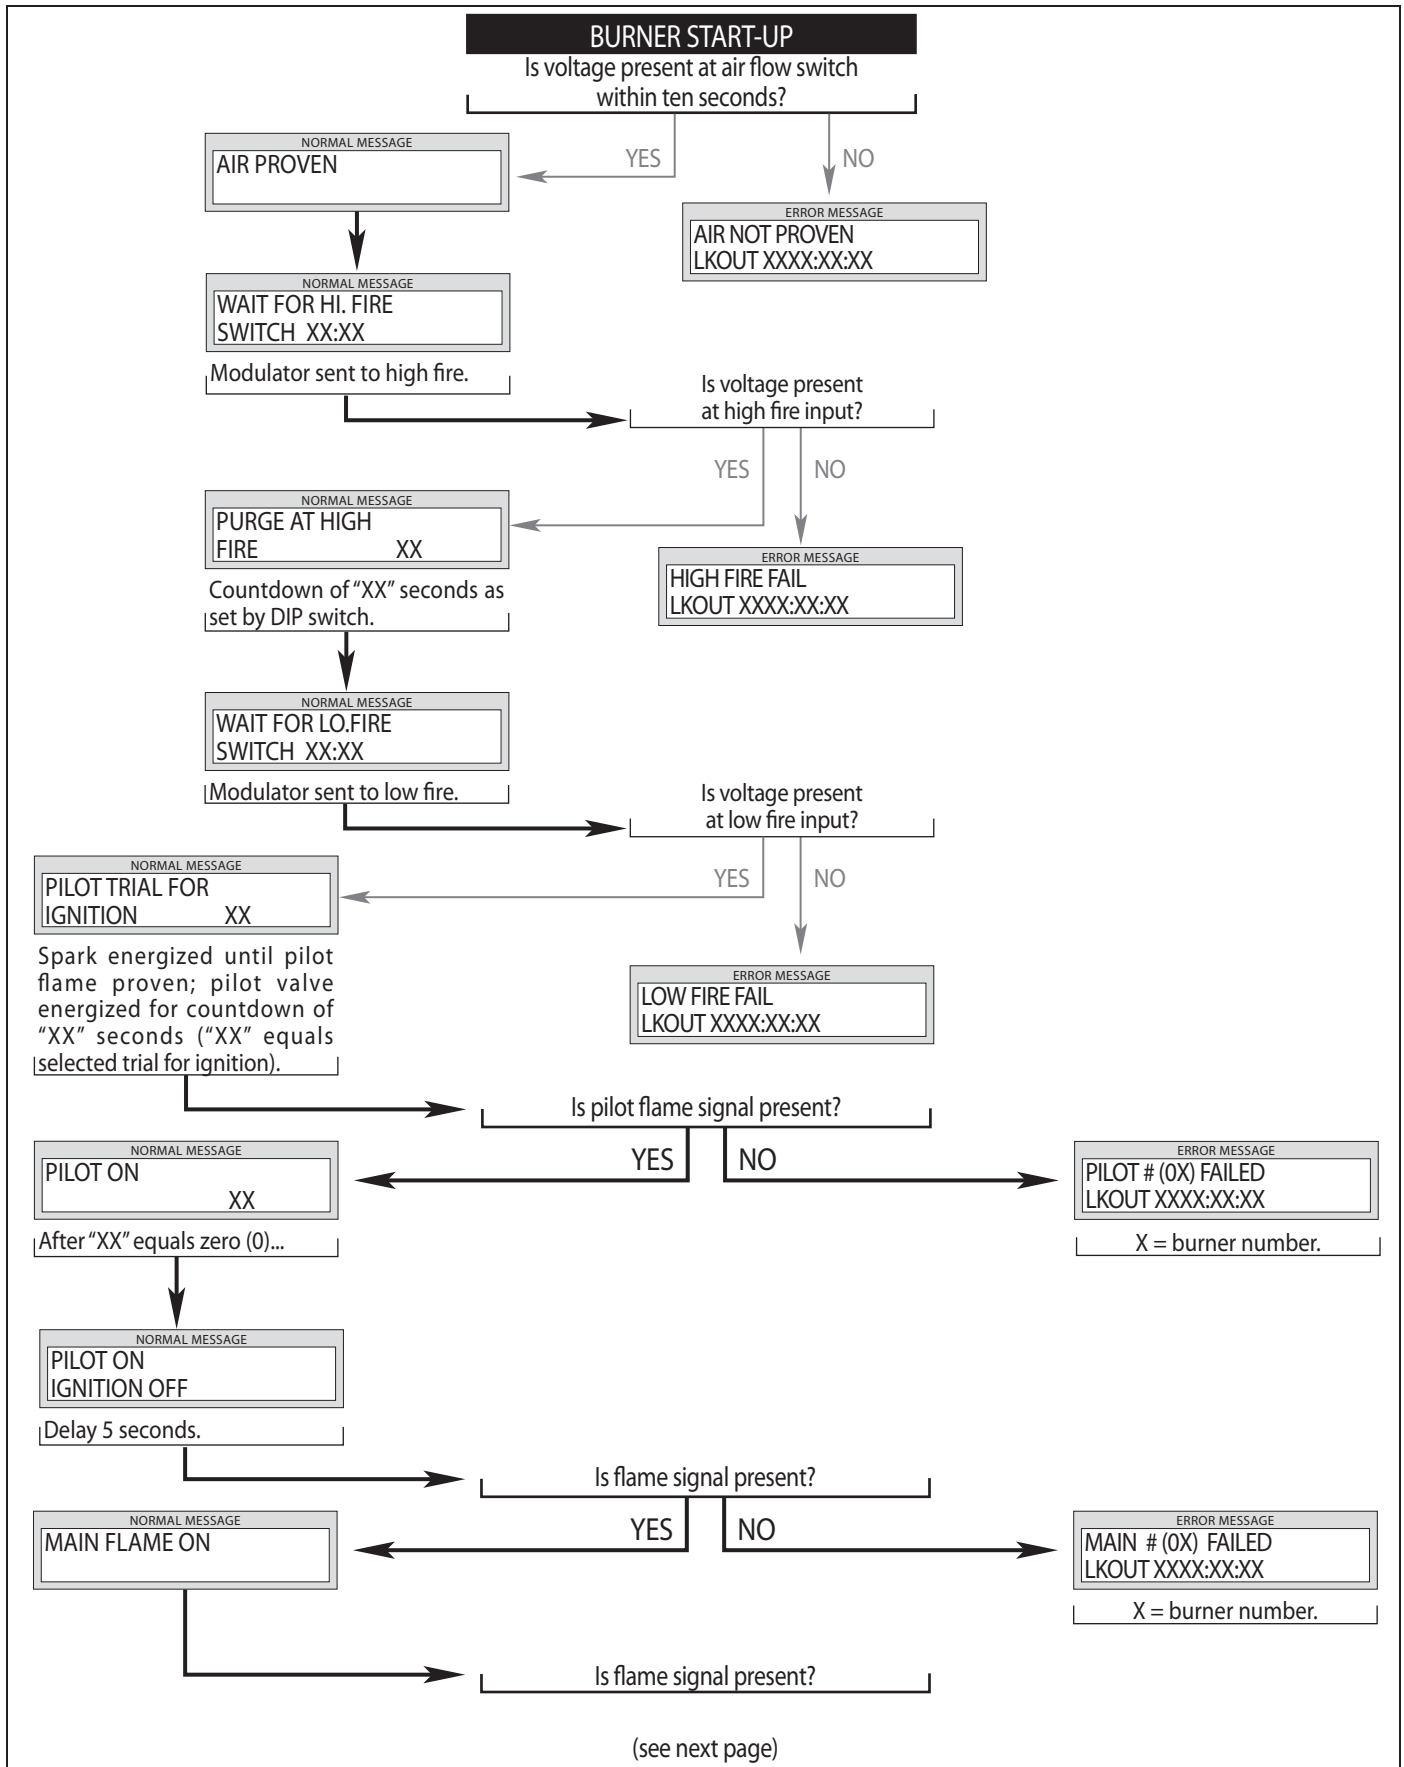 BURNER START-UP
Is voltage present at air flow switch
within ten seconds?
YES
NO
NORMAL MESSAGE
AIR PROVEN
ERROR MESSAGE
AIR NOT PROVEN
LKOUT XXXX:XX:XX
NORMAL MESSAGE
WAIT FOR HI. FIRE
SWITCH XX:XX
Modulator sent to high fire.
Is voltage present
at high fire input?
YES
NO
NORMAL MESSAGE
PURGE AT HIGH
FIRE XX
Countdown of "XX" seconds as
set by DIP switch.
ERROR MESSAGE
HIGH FIRE FAIL
LKOUT XXXX:XX:XX
NORMAL MESSAGE
WAIT FOR LO.FIRE
SWITCH XX:XX
Modulator sent to low fire.
Is voltage present
at low fire input?
YES
NO
NORMAL MESSAGE
PILOT TRIAL FOR
IGNITION XX
Spark energized until pilot
flame proven; pilot valve
energized for countdown of
“XX” seconds (“XX” equals
selected trial for ignition).
ERROR MESSAGE
LOW FIRE FAIL
LKOUT XXXX:XX:XX
Is pilot flame signal present?
YES
NO
NORMAL MESSAGE
PILOT ON
XX
After “XX” equals zero (0)...
ERROR MESSAGE
PILOT # (0X) FAILED
LKOUT XXXX:XX:XX
X = burner number.
NORMAL MESSAGE
PILOT ON
IGNITION OFF
Delay 5 seconds.
Is flame signal present?
YES
NO
NORMAL MESSAGE
MAIN FLAME ON
ERROR MESSAGE
MAIN # (0X) FAILED
LKOUT XXXX:XX:XX
X = burner number.
Is flame signal present?
(see next page)